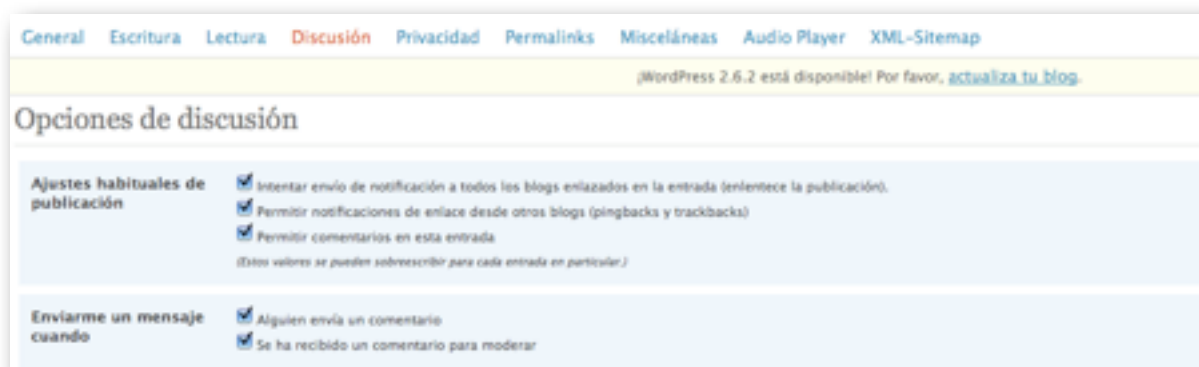 General Escritura Lectura Discusión Privacidad Permalinks Misceláneas Audio Player XML-Sitemap
¡WordPress 2.6.2 está disponible! Por favor, actualiza tu blog.
Opciones de discusión
Ajustes habituales de publicación
Intentar envío de notificación a todos los blogs enlazados en la entrada (enlentece la publicación).
Permitir notificaciones de enlace desde otros blogs (pingbacks y trackbacks)
Permitir comentarios en esta entrada
(Estos valores se pueden sobreescribir para cada entrada en particular.)
Enviarme un mensaje cuando
Alguien envía un comentario
Se ha recibido un comentario para moderar